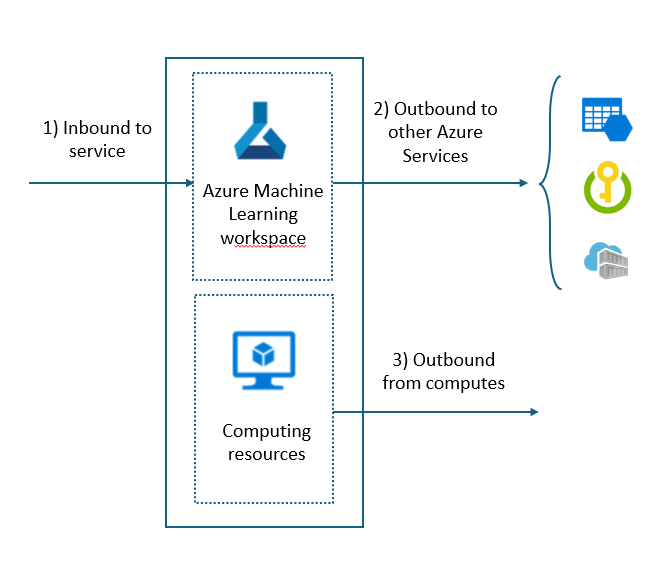 1) Inbound to
service
Azure Machine
Learning
workspace
2) Outbound to
other Azure
Services
Computing
resources
3) Outbound
from computes